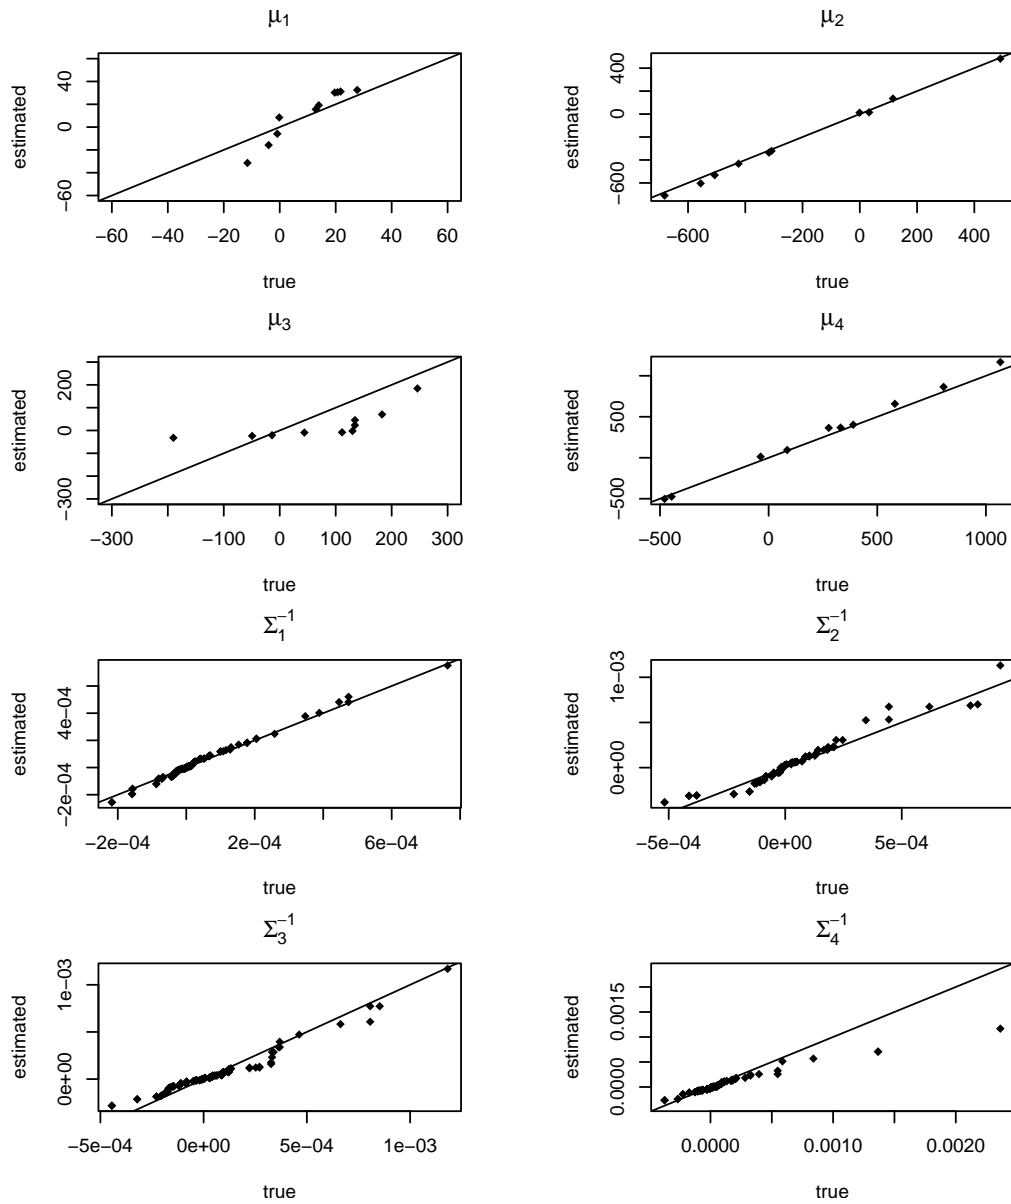 μ₁
estimated
−60 0 40
−60 −40 −20 0 20 40 60
true
μ₂
estimated
−600 0 400
−600 −400 −200 0 200 400
true
μ₃
estimated
−300 0 200
−300 −100 0 100 200 300
true
μ₄
estimated
−500 500
−500 0 500 1000
true
Σ₁⁻¹
estimated
−2e−04 4e−04
−2e−04 2e−04 6e−04
true
Σ₂⁻¹
estimated
0e+00 1e−03
−5e−04 0e+00 5e−04
true
Σ₃⁻¹
estimated
0e+00 1e−03
−5e−04 0e+00 5e−04 1e−03
true
Σ₄⁻¹
estimated
0.0000 0.0015
0.0000 0.0010 0.0020
true